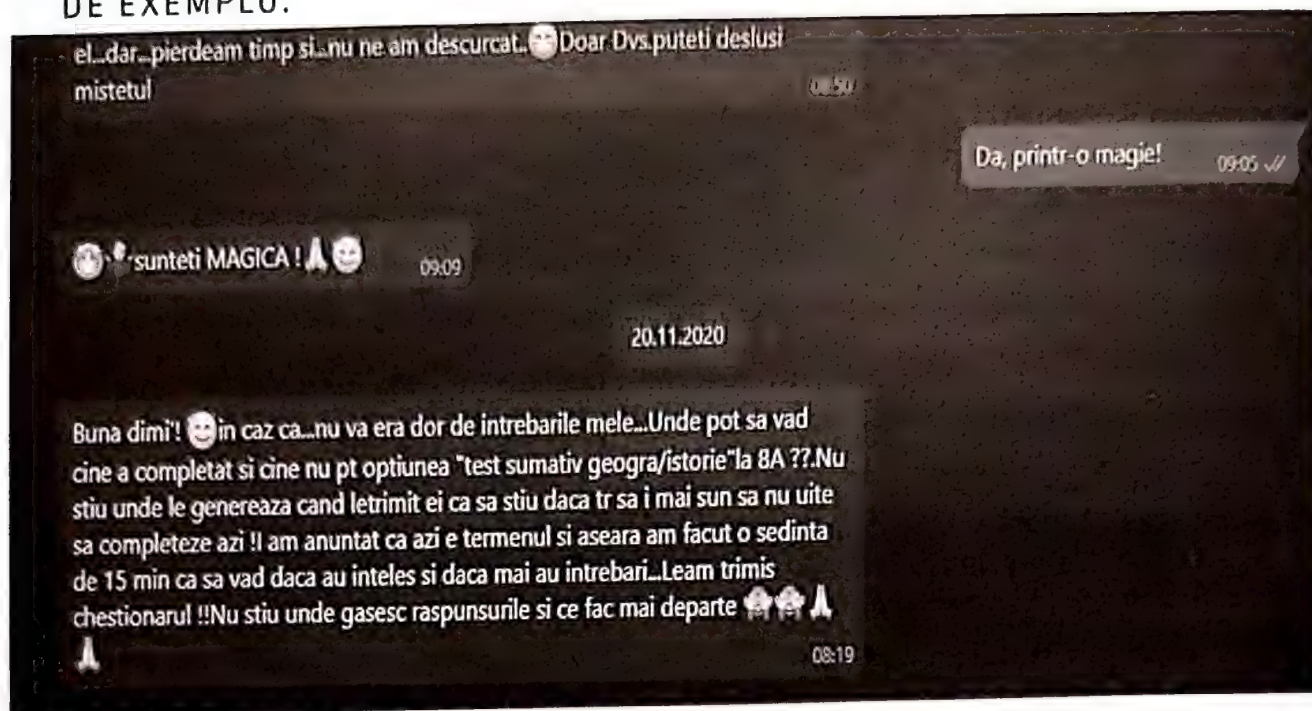 DE EXEMPLU:
el...dar...pierdeam timp si...nu ne am descurcat..😊Doar Dvs.puteti deslusi
mistetul
Da, printr-o magie! 09:05
sunteti MAGICA ! 🙏😊 09:09
20.11.2020
Buna dimi'! 😊in caz ca...nu va era dor de intrebarile mele...Unde pot sa vad
cine a completat si cine nu pt optiunea "test sumativ geogra/istorie"la 8A ??.Nu
stiu unde le genereaza cand letrimit ei ca sa stiu daca tr sa i mai sun sa nu uite
sa completeze azi !I am anuntat ca azi e termenul si aseara am facut o sedinta
de 15 min ca sa vad daca au inteles si daca mai au intrebari...Leam trimis
chestionarul !!Nu stiu unde gasesc raspunsurile si ce fac mai departe 🙈🙈🙏
🙏 08:19